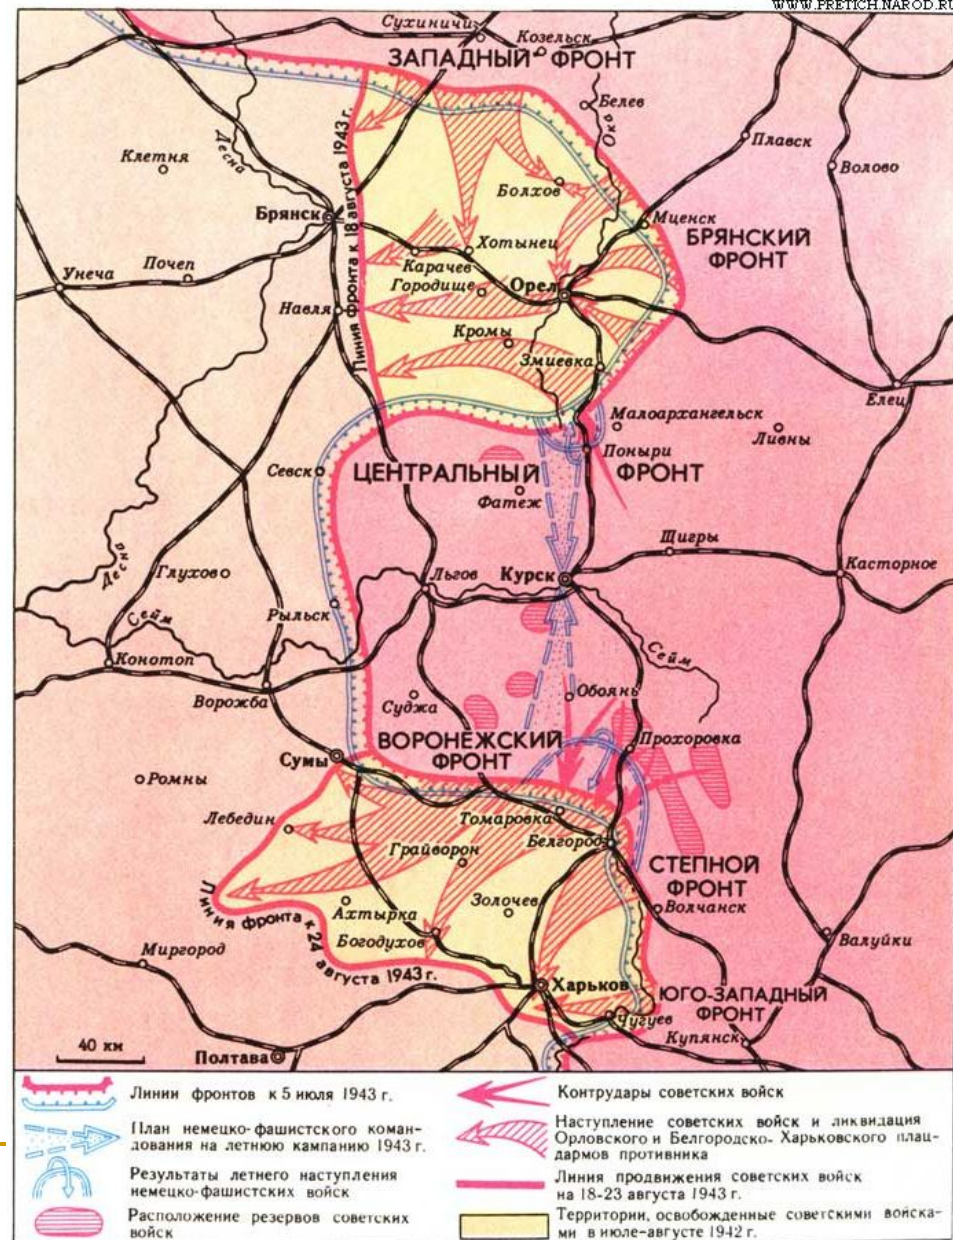 WWW.PRETICH.NAROD.RU
Сухиничи
Козельск
ЗАПАДНЫЙ ФРОНТ
Белев
Ока
Плавск
Десна
Клетня
Волово
Линия фронта к 18 августа 1943 г.
Болхов
Брянск
Мценск
БРЯНСКИЙ
ФРОНТ
Хотынец
Карачев
Почеп
Унеча
Городище
Орел
Навля
Кромы
Змиевка
Елец
Малоархангельск
Ливны
Поныри
Севск
ЦЕНТРАЛЬНЫЙ ФРОНТ
Фатеж
Щигры
Десна
Глухово
Льгов
Курск
Касторное
Рыльск
Сейм
Сейм
Конотоп
Ворожба
Суджа
Обоянь
ВОРОНЕЖСКИЙ
ФРОНТ
Прохоровка
Сумы
Ромны
Лебедин
Томаровка
Белгород
Грайворон
СТЕПНОЙ
ФРОНТ
Золочев
Волчанск
Линия фронта к 24 августа 1943 г.
Ахтырка
Богодухов
Миргород
Валуйки
Харьков
ЮГО-ЗАПАДНЫЙ
ФРОНТ
Чугуев
Купянск
40 км
Полтава
Линии фронтов к 5 июля 1943 г.
План немецко-фашистского коман-
дования на летнюю кампанию 1943 г.
Результаты летнего наступления
немецко-фашистских войск
Расположение резервов советских
войск
Контрудары советских войск
Наступление советских войск и ликвидация
Орловского и Белгородско-Харьковского плац-
дармов противника
Линия продвижения советских войск
на 18-23 августа 1943 г.
Территории, освобожденные советскими войска-
ми в июле-августе 1942 г.